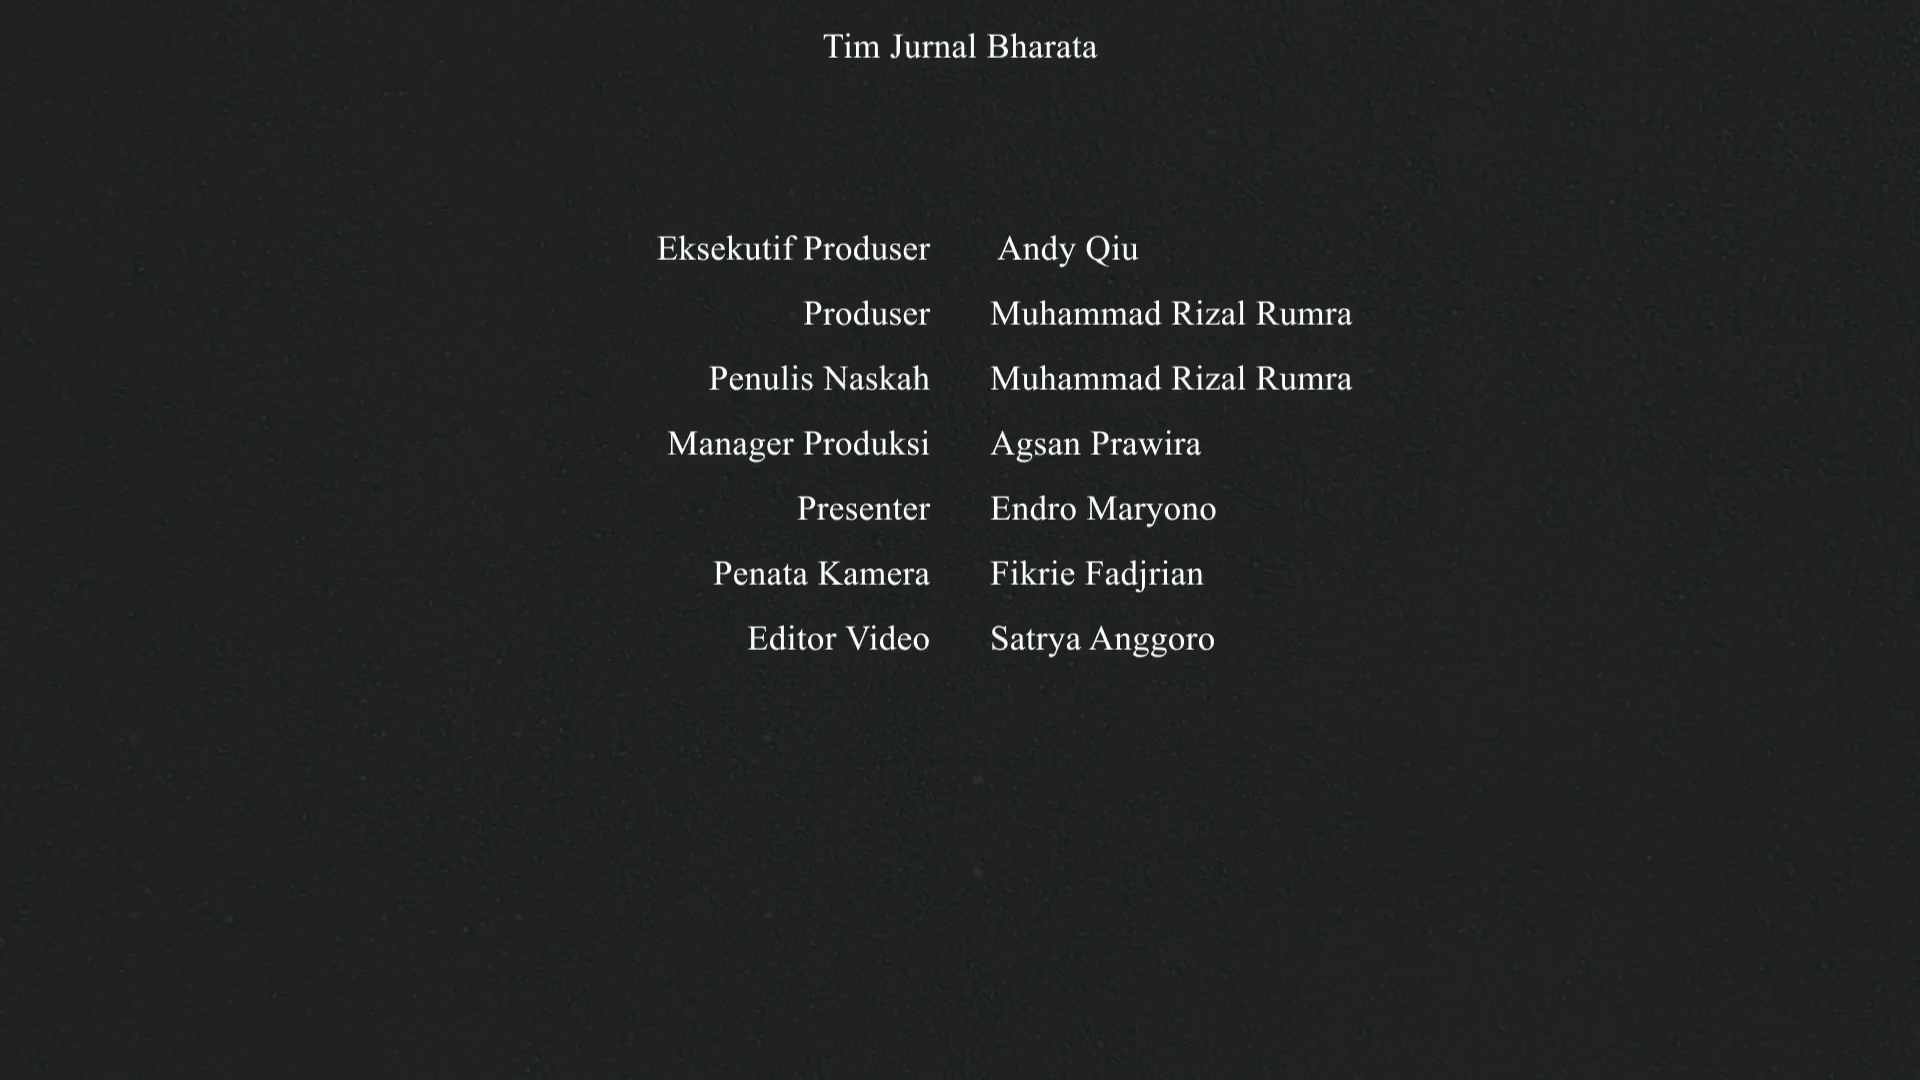 Tim Jurnal Bharata
Eksekutif Produser Andy Qiu
Produser Muhammad Rizal Rumra
Penulis Naskah Muhammad Rizal Rumra
Manager Produksi Agsan Prawira
Presenter Endro Maryono
Penata Kamera Fikrie Fadjrian
Editor Video Satrya Anggoro